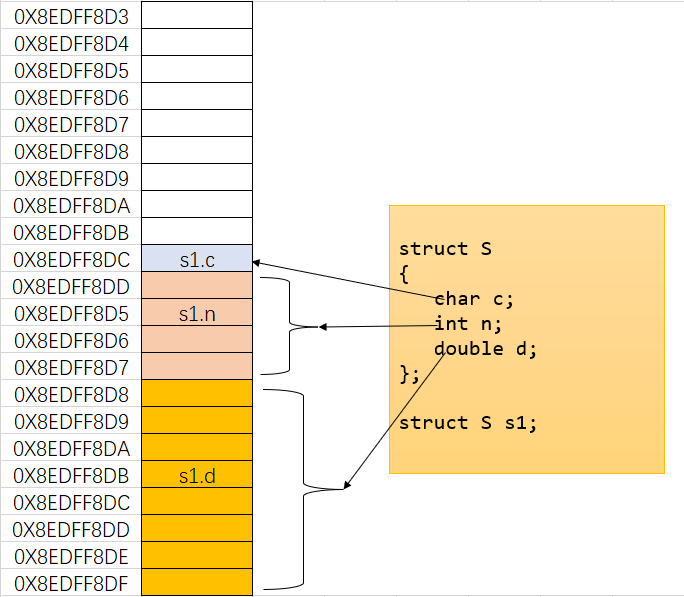 0X8EDFF8D3
0X8EDFF8D4
0X8EDFF8D5
0X8EDFF8D6
0X8EDFF8D7
0X8EDFF8D8
0X8EDFF8D9
0X8EDFF8DA
0X8EDFF8DB
0X8EDFF8DC s1.c
0X8EDFF8DD
0X8EDFF8D5 s1.n
0X8EDFF8D6
0X8EDFF8D7
0X8EDFF8D8
0X8EDFF8D9
0X8EDFF8DA
0X8EDFF8DB s1.d
0X8EDFF8DC
0X8EDFF8DD
0X8EDFF8DE
0X8EDFF8DF
struct S
{
char c;
int n;
double d;
};
struct S s1;